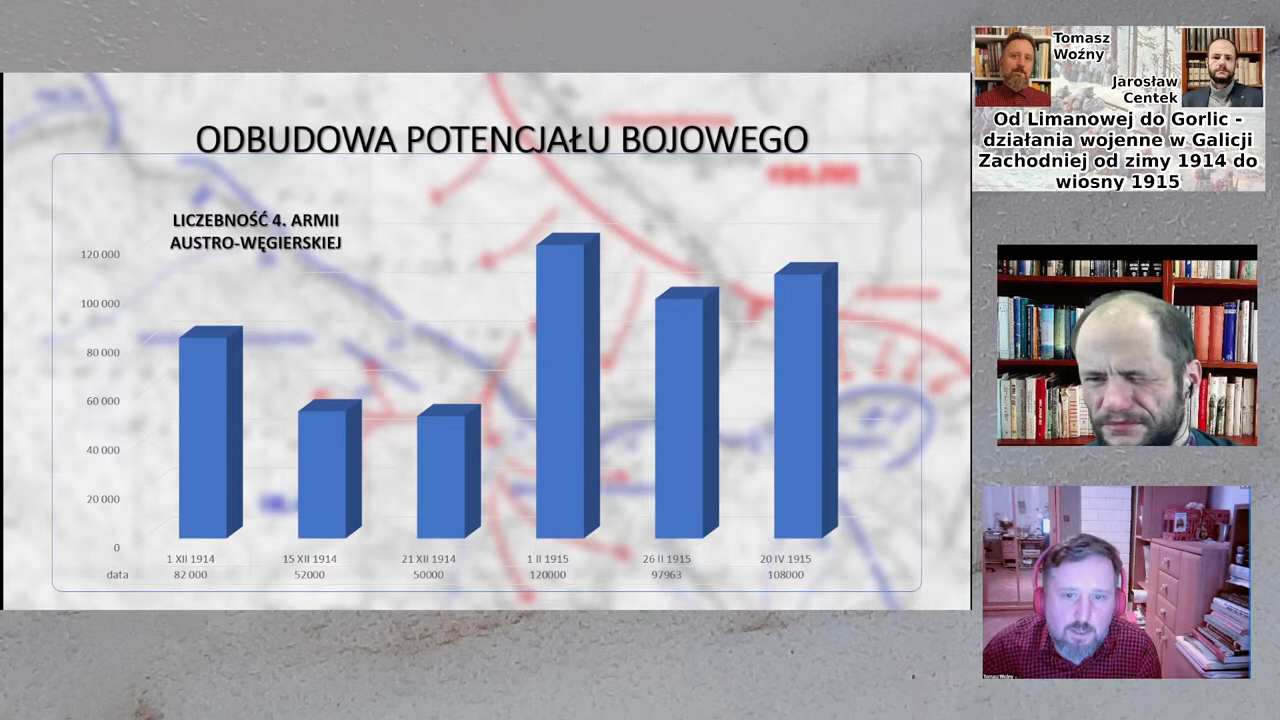 ODBUDOWA POTENCJAŁU BOJOWEGO
LICZEBNOŚĆ 4. ARMII
AUSTRO-WĘGIERSKIEJ
120 000
100 000
80 000
60 000
40 000
20 000
0
1 XII 1914 15 XII 1914 21 XII 1914 1 II 1915 26 II 1915 20 IV 1915
data 82 000 52000 50000 120000 97963 108000
Tomasz
Woźny
Jarosław
Centek
Od Limanowej do Gorlic -
działania wojenne w Galicji
Zachodniej od zimy 1914 do
wiosny 1915
Tomasz Woźny